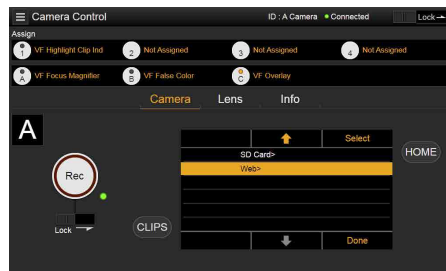 Camera Control
ID : A Camera Connected
Lock
Assign
1 VF Highlight Clip Ind
2 Not Assigned
3 Not Assigned
4 Not Assigned
A VF Focus Magnifier
B VF False Color
C VF Overlay
Camera Lens Info
A
Select
SD Card>
HOME
Web>
Rec
CLIPS
Lock
Done